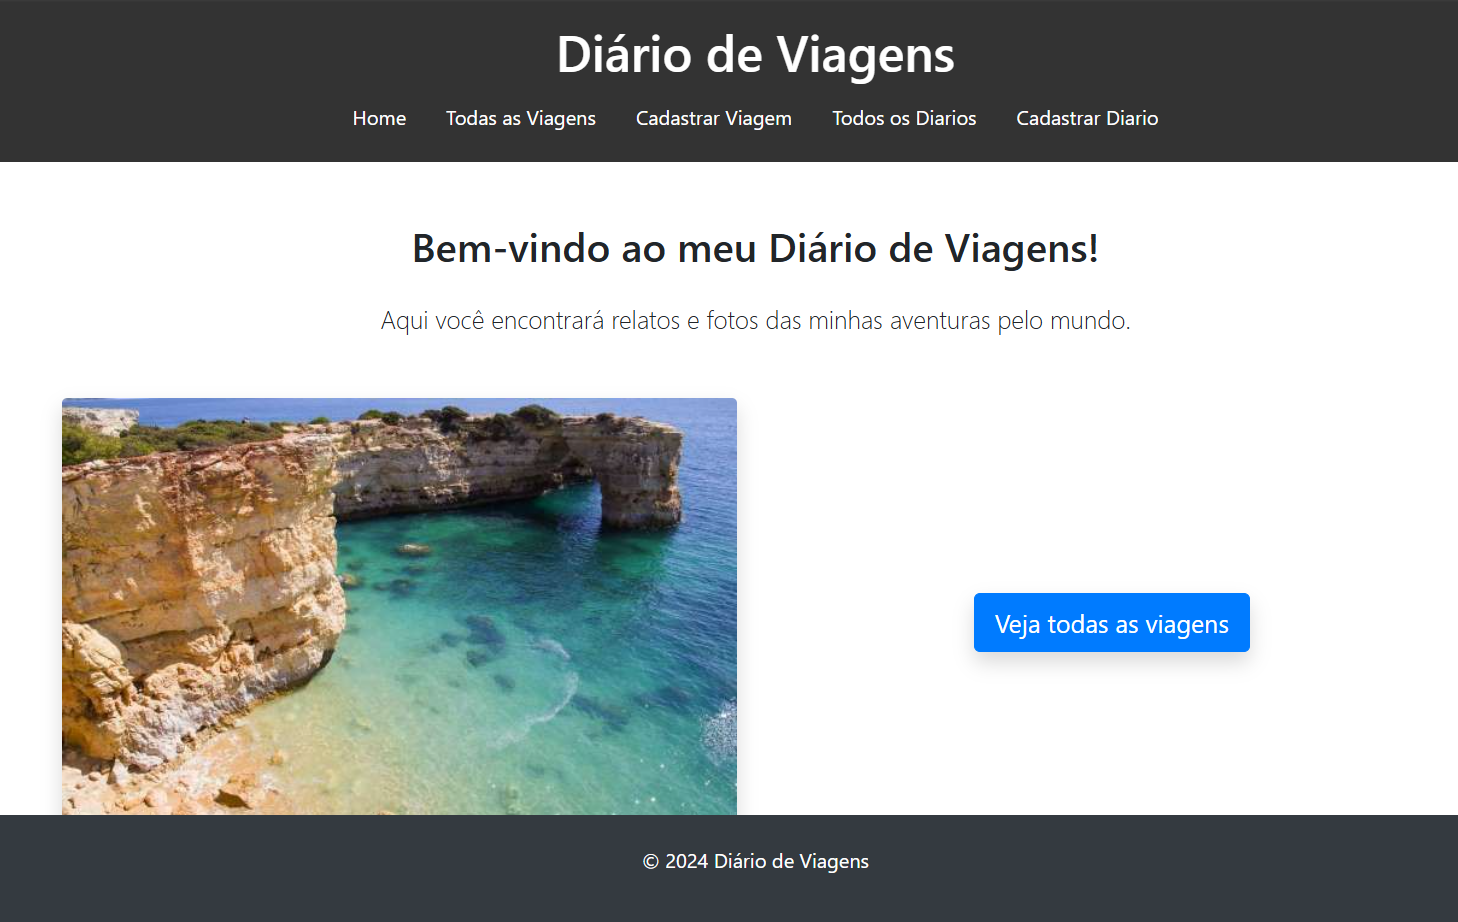 Diário de Viagens
Home Todas as Viagens Cadastrar Viagem Todos os Diarios Cadastrar Diario
Bem-vindo ao meu Diário de Viagens!
Aqui você encontrará relatos e fotos das minhas aventuras pelo mundo.
Veja todas as viagens
© 2024 Diário de Viagens